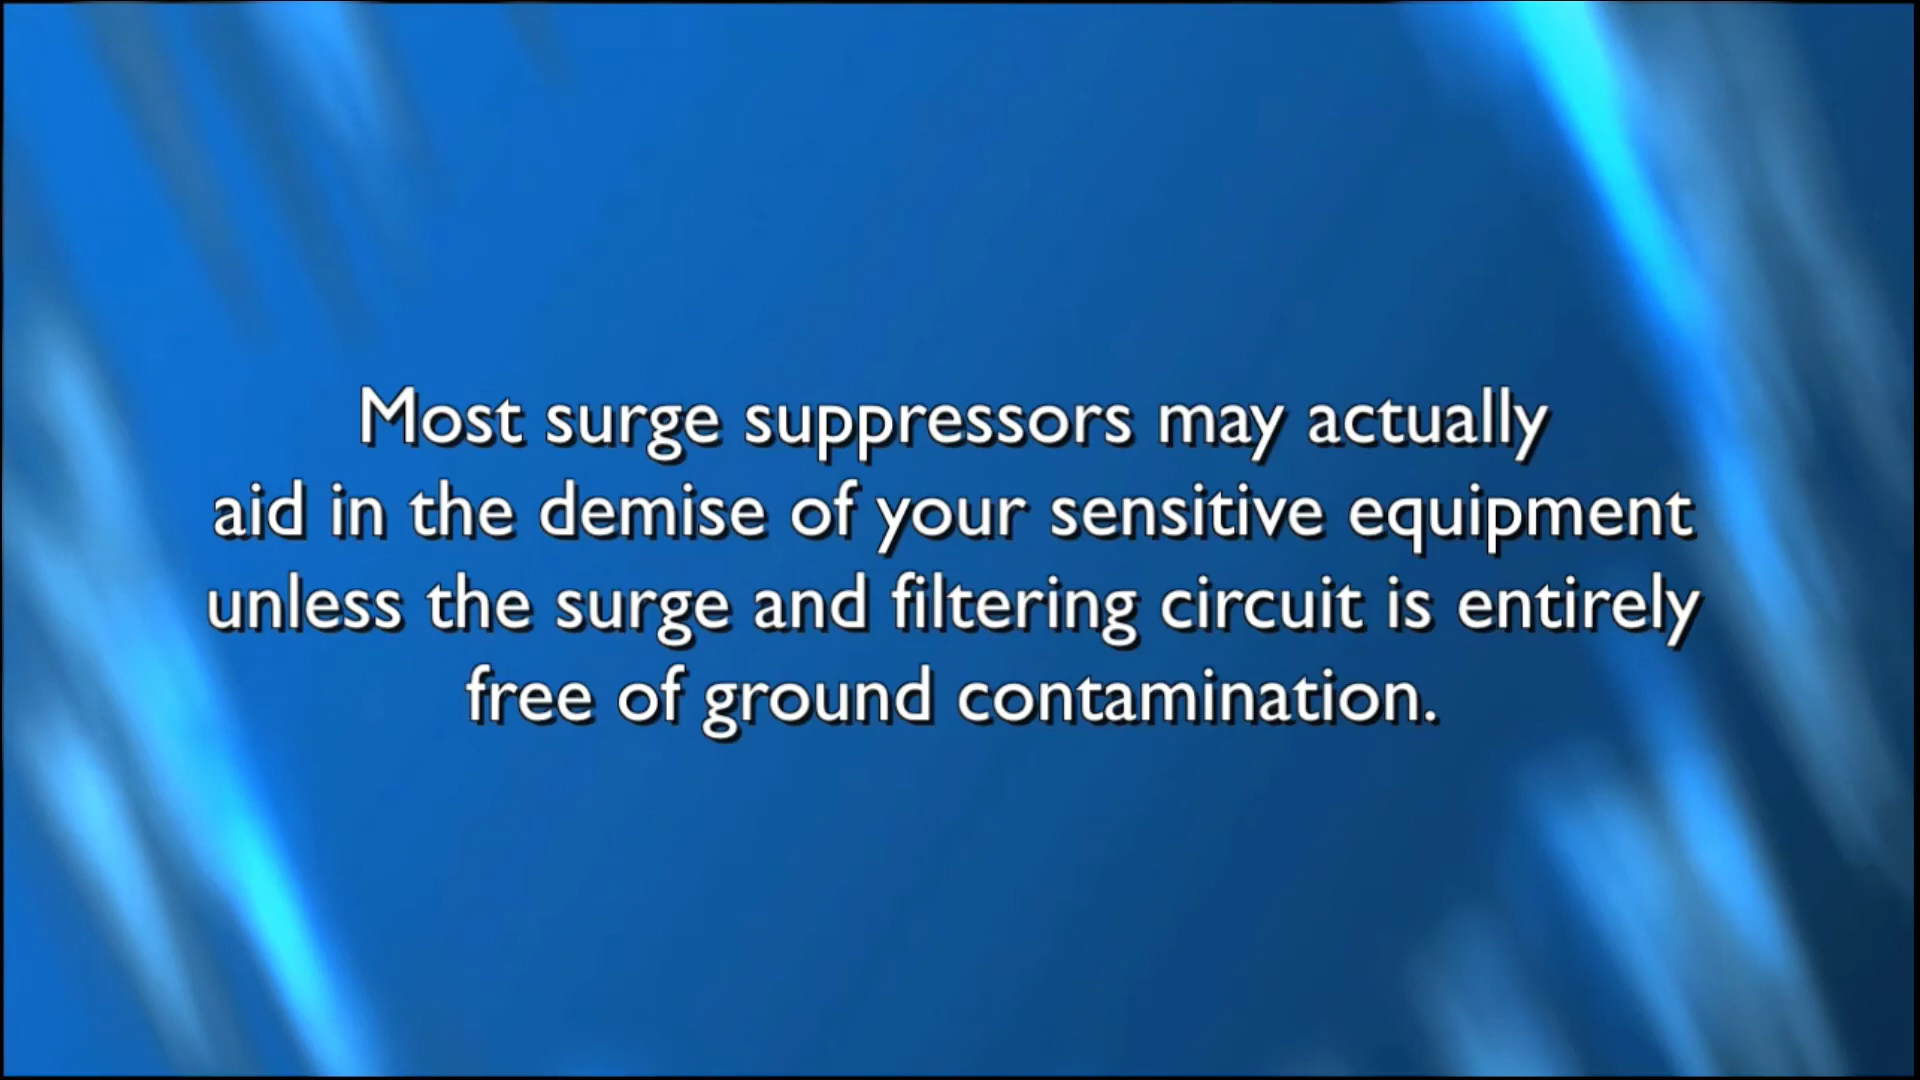 Most surge suppressors may actually
aid in the demise of your sensitive equipment
unless the surge and filtering circuit is entirely
free of ground contamination.